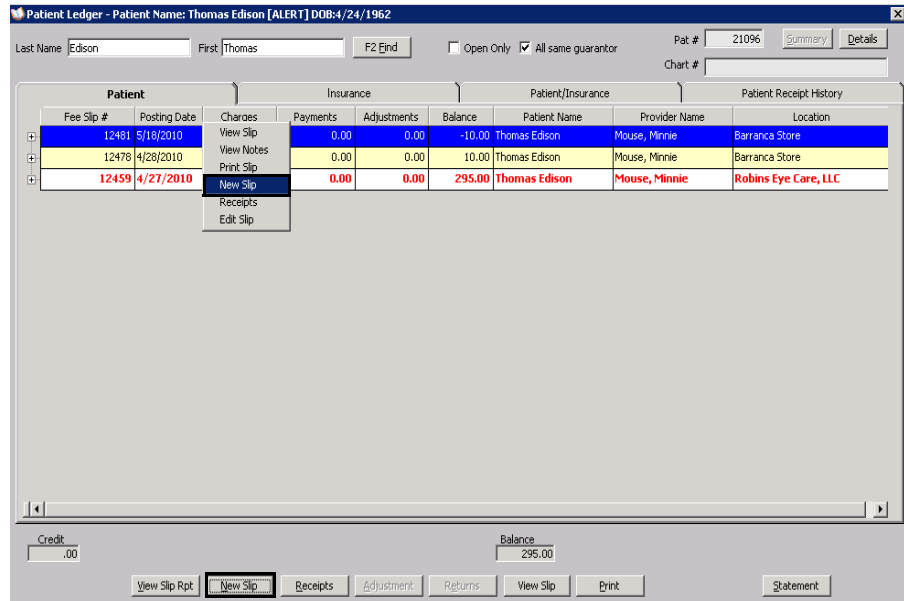 Patient Ledger - Patient Name: Thomas Edison [ALERT] DOB:4/24/1962
Last Name Edison First Thomas F2 Find Open Only All same guarantor Pat # 21096 Summary Details
Chart #
Patient Insurance Patient/Insurance Patient Receipt History
Fee Slip # Posting Date Charges Payments Adjustments Balance Patient Name Provider Name Location
12481 5/18/2010 View Slip 0.00 0.00 -10.00 Thomas Edison Mouse, Minnie Barranca Store
View Notes
12478 4/28/2010 0.00 0.00 10.00 Thomas Edison Mouse, Minnie Barranca Store
Print Slip
12459 4/27/2010 New Slip 0.00 0.00 295.00 Thomas Edison Mouse, Minnie Robins Eye Care, LLC
Receipts
Edit Slip
Credit Balance
.00 295.00
View Slip Rpt New Slip Receipts Adjustment Returns View Slip Print Statement